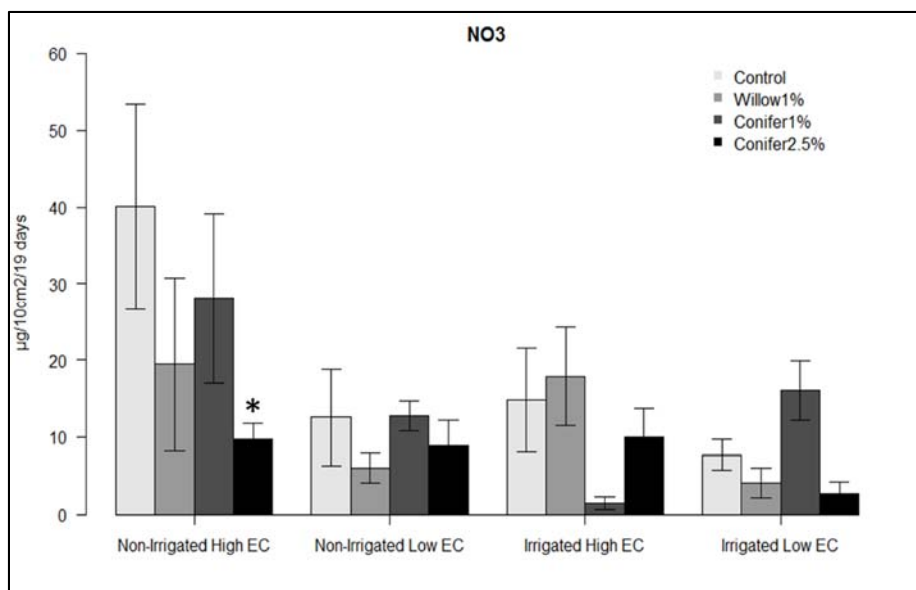 NO3
60
50
40
30
20
10
0
µg/10cm2/19 days
Control
Willow1%
Conifer1%
Conifer2.5%
*
Non-Irrigated High EC
Non-Irrigated Low EC
Irrigated High EC
Irrigated Low EC